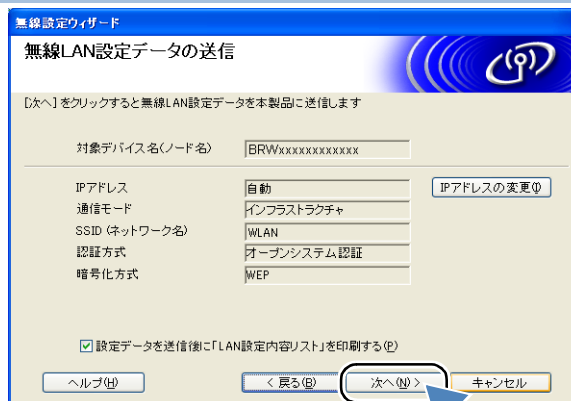 無線設定ウィザード
無線LAN設定データの送信
[次へ]をクリックすると無線LAN設定データを本製品に送信します
対象デバイス名(ノード名) BRWxxxxxxxxxxxx
IPアドレス 自動 IPアドレスの変更(I)
通信モード インフラストラクチャ
SSID (ネットワーク名) WLAN
認証方式 オープンシステム認証
暗号化方式 WEP
設定データを送信後に「LAN設定内容リスト」を印刷する(P)
ヘルプ(H) < 戻る(B) 次へ(N) > キャンセル